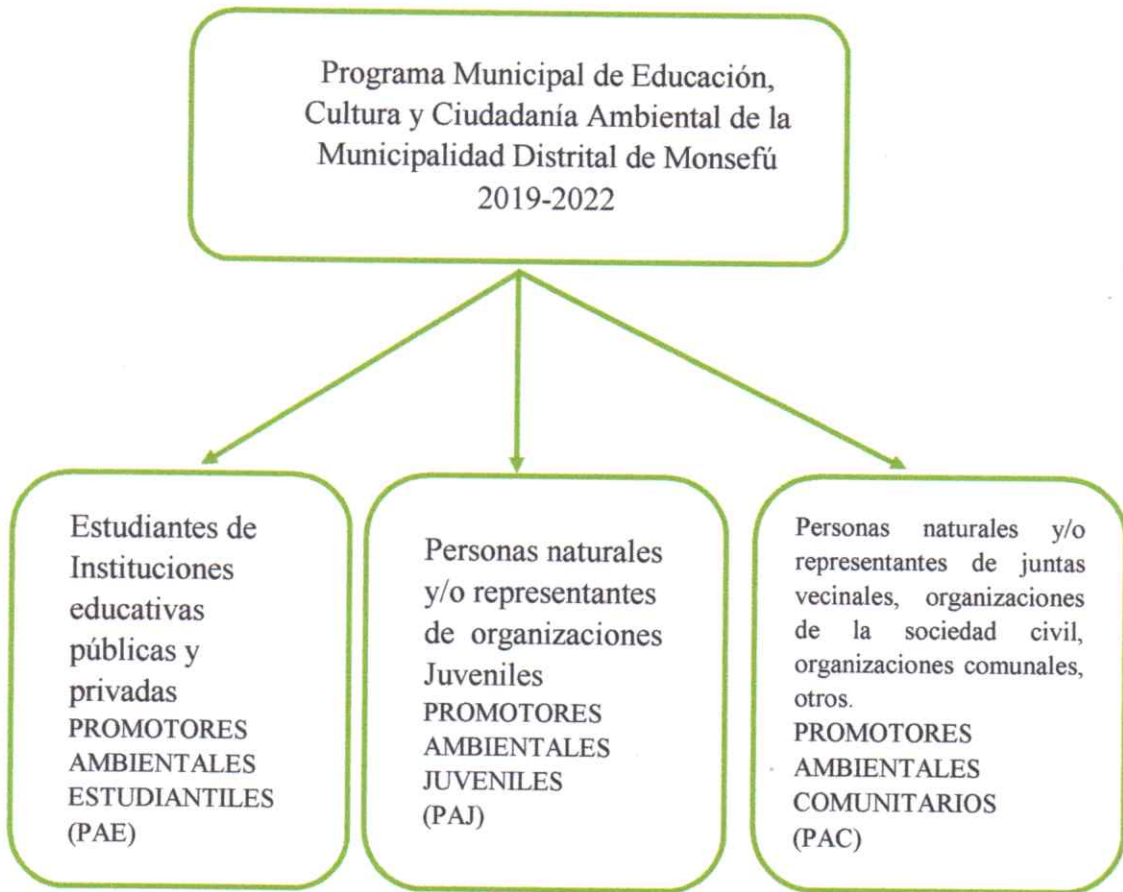 Programa Municipal de Educación,
Cultura y Ciudadanía Ambiental de la
Municipalidad Distrital de Monsefú
2019-2022
Estudiantes de
Instituciones
educativas
públicas y
privadas
PROMOTORES
AMBIENTALES
ESTUDIANTILES
(PAE)
Personas naturales
y/o representantes
de organizaciones
Juveniles
PROMOTORES
AMBIENTALES
JUVENILES
(PAJ)
Personas naturales y/o
representantes de juntas
vecinales, organizaciones
de la sociedad civil,
organizaciones comunales,
otros.
PROMOTORES
AMBIENTALES
COMUNITARIOS
(PAC)